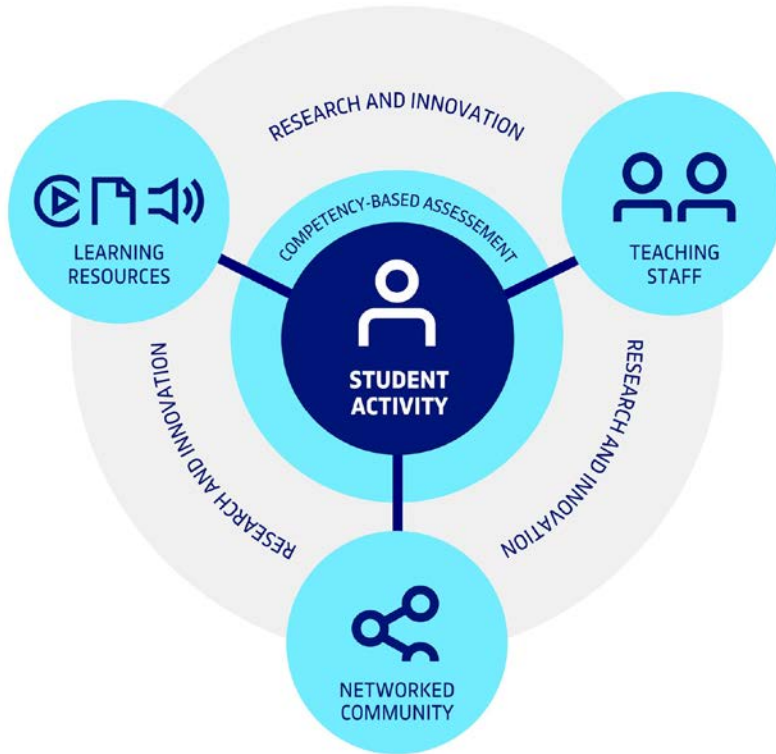 RESEARCH AND INNOVATION
LEARNING
RESOURCES
COMPETENCY-BASED ASSESSEMENT
TEACHING
STAFF
STUDENT
ACTIVITY
RESEARCH AND INNOVATION
RESEARCH AND INNOVATION
NETWORKED
COMMUNITY